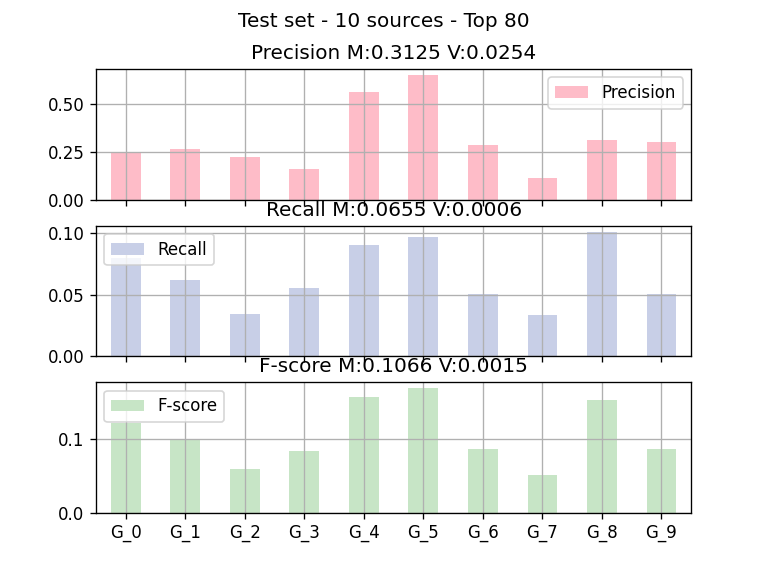 Test set - 10 sources - Top 80
Precision M:0.3125 V:0.0254
Precision
0.50
0.25
0.00
Recall M:0.0655 V:0.0006
Recall
0.10
0.05
0.00
F-score M:0.1066 V:0.0015
F-score
0.1
0.0
G_0 G_1 G_2 G_3 G_4 G_5 G_6 G_7 G_8 G_9